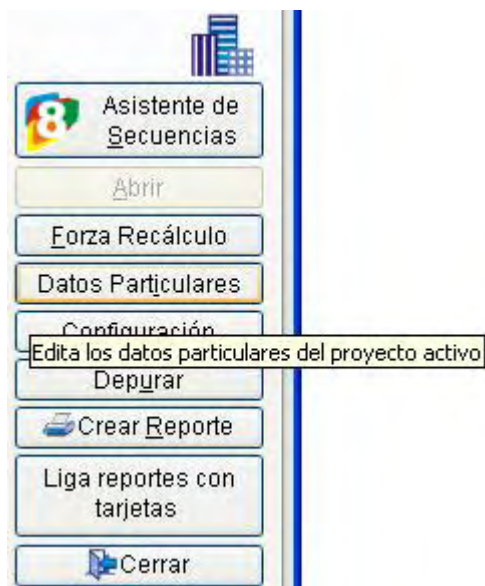 8
Asistente de
Secuencias
Abrir
Forza Recálculo
Datos Particulares
Configuración
Edita los datos particulares del proyecto activo
Depurar
Crear Reporte
Liga reportes con
tarjetas
Cerrar